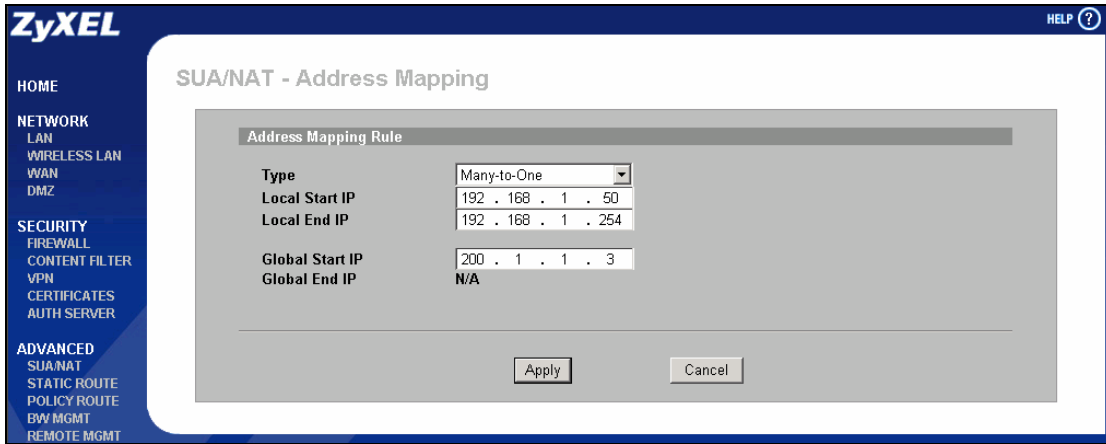 ZyXEL
HELP ?
HOME
NETWORK
LAN
WIRELESS LAN
WAN
DMZ
SECURITY
FIREWALL
CONTENT FILTER
VPN
CERTIFICATES
AUTH SERVER
ADVANCED
SUA/NAT
STATIC ROUTE
POLICY ROUTE
BW MGMT
REMOTE MGMT
SUA/NAT - Address Mapping
Address Mapping Rule
Type Many-to-One
Local Start IP 192 . 168 . 1 . 50
Local End IP 192 . 168 . 1 . 254
Global Start IP 200 . 1 . 1 . 3
Global End IP N/A
Apply Cancel